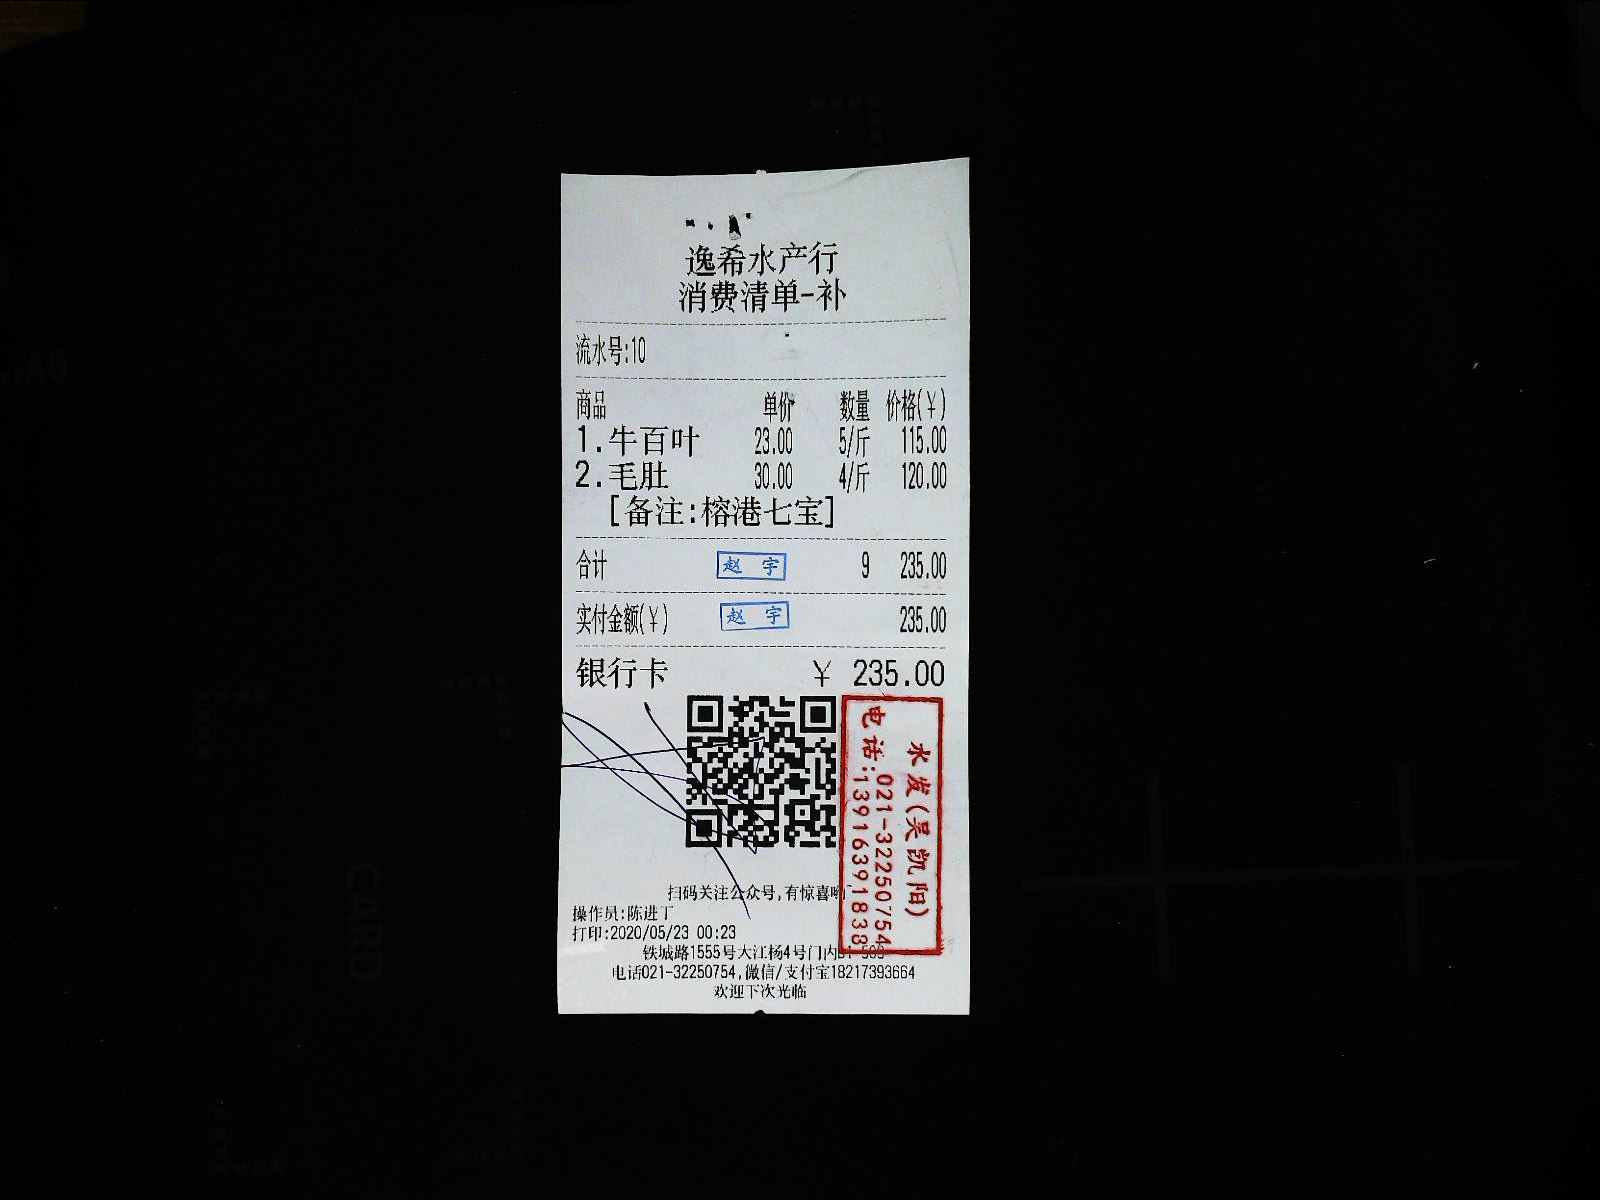 逸希水产行
消费清单-补
流水号:10
商品 单价 数量 价格(¥)
1.牛百叶 23.00 5/斤 115.00
2.毛肚 30.00 4/斤 120.00
[备注:榕港七宝]
合计 赵宇 9 235.00
实付金额(¥) 赵宇 235.00
银行卡 ¥ 235.00
水发(吴凯阳)
021-32250754
电话:13916391838
扫码关注公众号,有惊喜哟
操作员:陈进丁
打印:2020/05/23 00:23
铁城路1555号大江杨4号门内
电话021-32250754,微信/支付宝18217393664
欢迎下次光临
CARD
A5